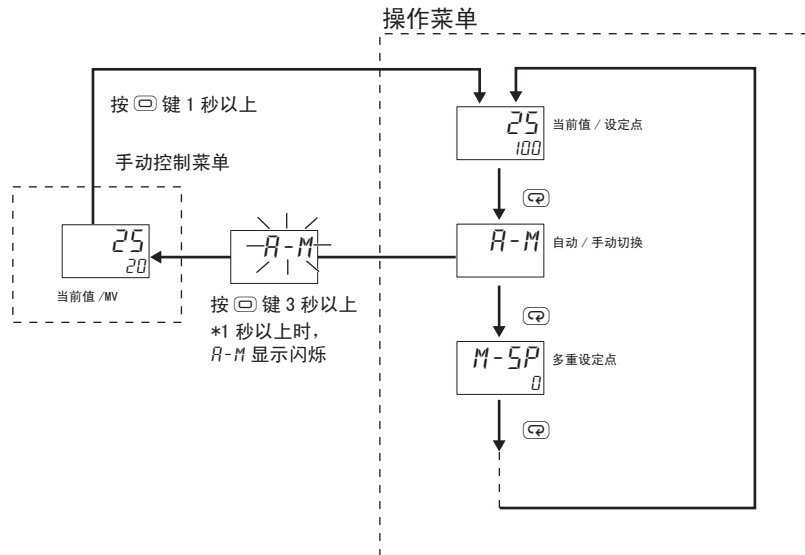 操作菜单
按 键 1 秒以上
手动控制菜单
25
20
当前值 /MV
A-M
按 键 3 秒以上
*1 秒以上时，
A-M 显示闪烁
25
100
当前值 / 设定点
A-M
自动 / 手动切换
M-SP
0
多重设定点